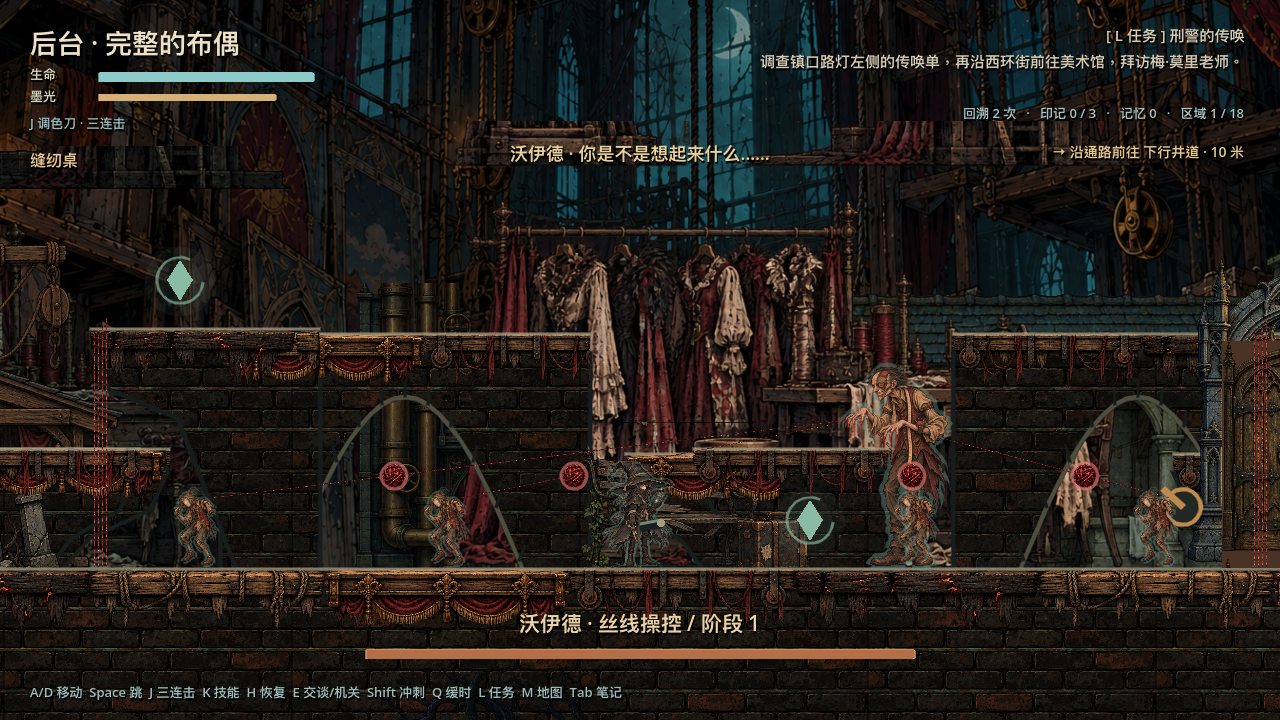 后台 · 完整的布偶
生命
墨光
J 调色刀 · 三连击
缝纫桌
[ L 任务 ] 刑警的传唤
调查镇口路灯左侧的传唤单，再沿西环街前往美术馆，拜访梅·莫里老师。
回溯 2 次 · 印记 0 / 3 · 记忆 0 · 区域 1 / 18
→ 沿通路前往 下行井道 · 10 米
沃伊德 · 你是不是想起来什么……
沃伊德 · 丝线操控 / 阶段 1
A/D 移动 Space 跳 J 三连击 K 技能 H 恢复 E 交谈/机关 Shift 冲刺 Q 缓时 L 任务 M 地图 Tab 笔记